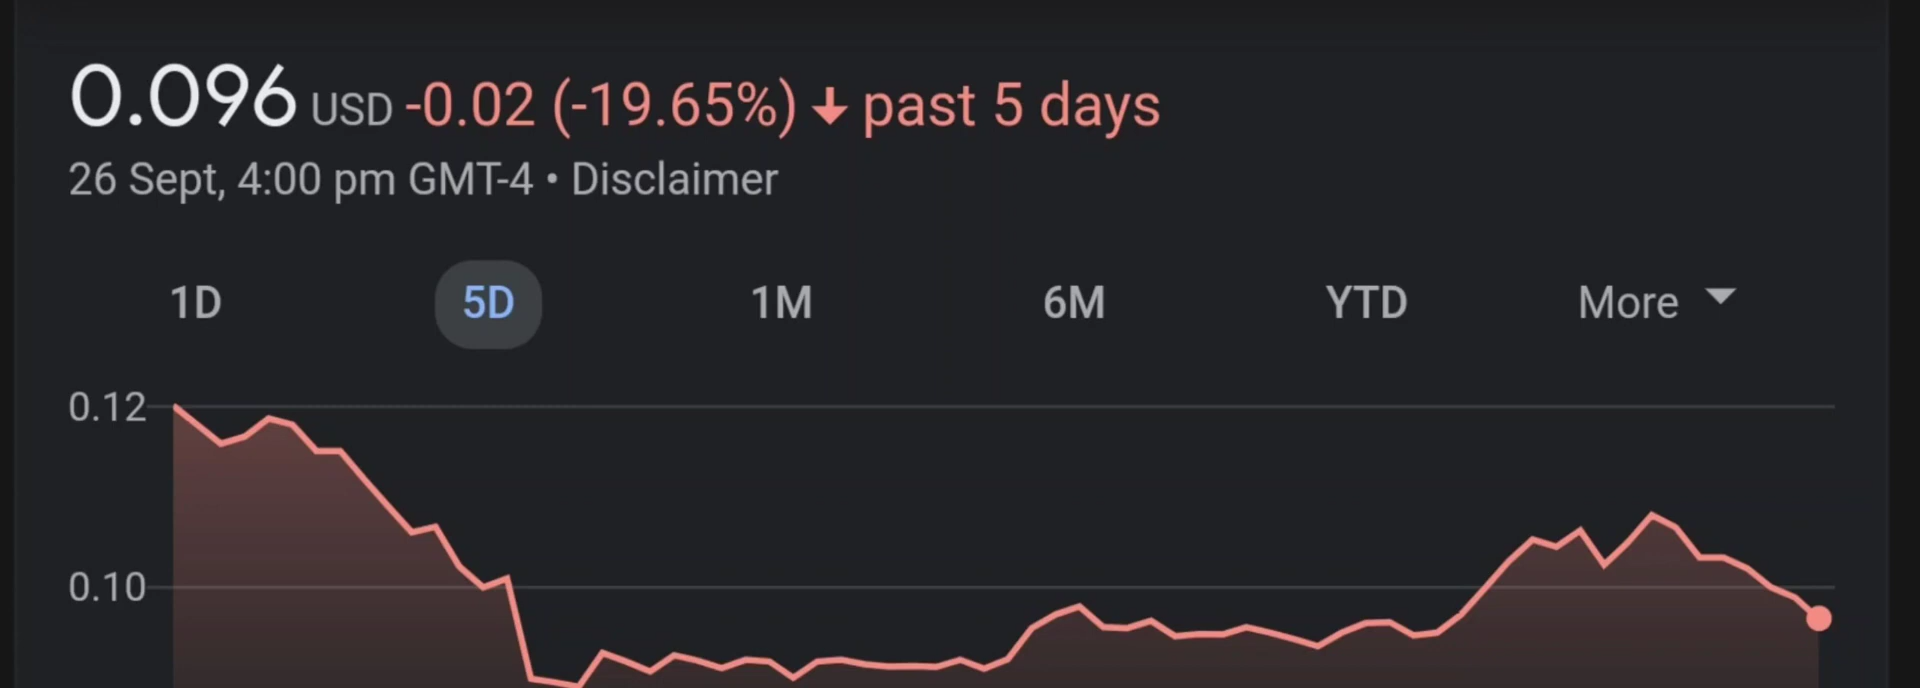 0.096 USD -0.02 (-19.65%) ↓ past 5 days
26 Sept, 4:00 pm GMT-4 • Disclaimer
1D 5D 1M 6M YTD More
0.12
0.10